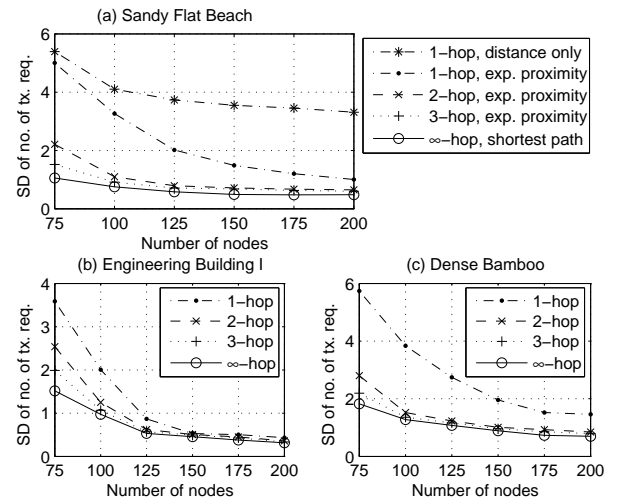 (a) Sandy Flat Beach
SD of no. of tx. req.
6
4
2
0
75 100 125 150 175 200
Number of nodes
1−hop, distance only
1−hop, exp. proximity
2−hop, exp. proximity
3−hop, exp. proximity
∞−hop, shortest path
(b) Engineering Building I
SD of no. of tx. req.
4
3
2
1
0
75 100 125 150 175 200
Number of nodes
1−hop
2−hop
3−hop
∞−hop
(c) Dense Bamboo
SD of no. of tx. req.
6
4
2
0
75 100 125 150 175 200
Number of nodes
1−hop
2−hop
3−hop
∞−hop